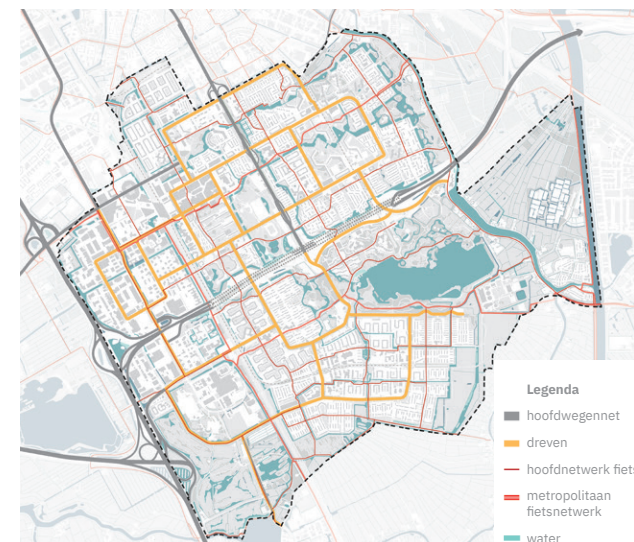 Legenda
hoofdwegennet
dreven
hoofdnetwerk fiets
metropolitaan
fietsnetwerk
water